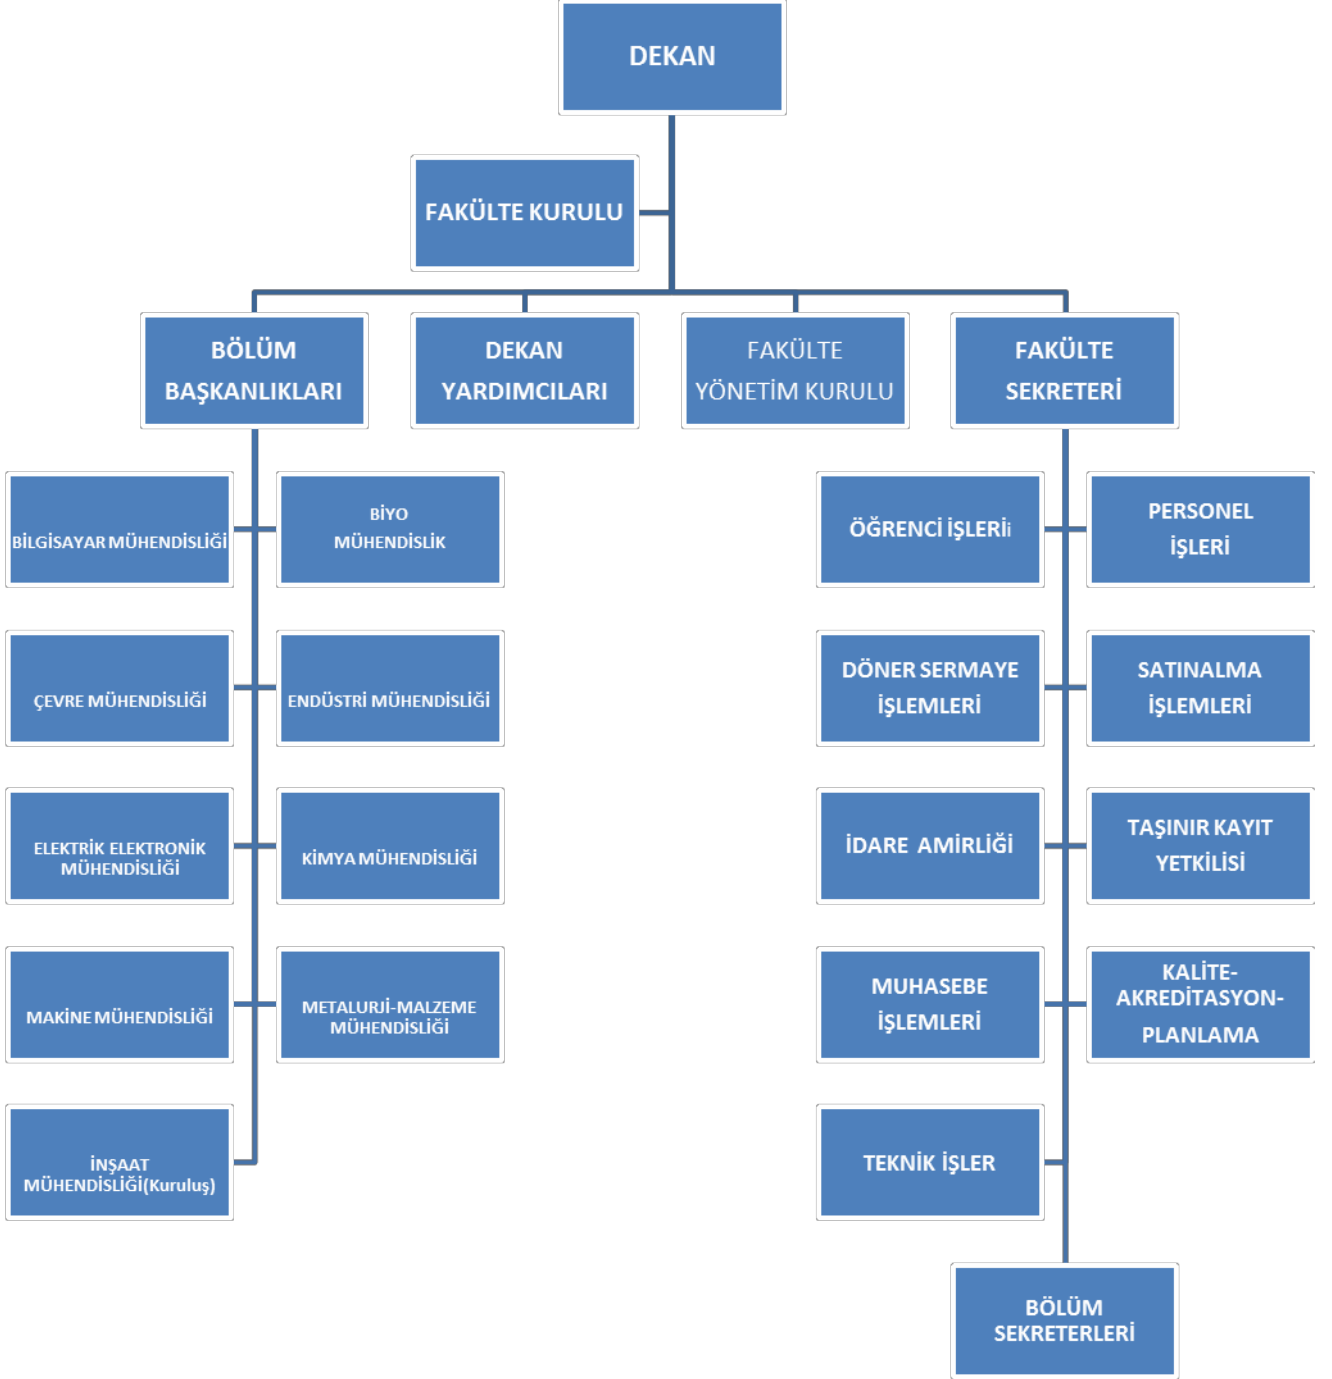 DEKAN
FAKÜLTE KURULU
BÖLÜM
BAŞKANLIKLARI
DEKAN
YARDIMCILARI
FAKÜLTE
YÖNETİM KURULU
FAKÜLTE
SEKRETERİ
BİLGİSAYAR MÜHENDİSLİĞİ
BİYO
MÜHENDİSLİK
ÖĞRENCİ İŞLERİi
PERSONEL
İŞLERİ
ÇEVRE MÜHENDİSLİĞİ
ENDÜSTRİ MÜHENDİSLİĞİ
DÖNER SERMAYE
İŞLEMLERİ
SATINALMA
İŞLEMLERİ
ELEKTRİK ELEKTRONİK
MÜHENDİSLİĞİ
KİMYA MÜHENDİSLİĞİ
İDARE AMİRLİĞİ
TAŞINIR KAYIT
YETKİLİSİ
MAKİNE MÜHENDİSLİĞİ
METALURJİ-MALZEME
MÜHENDİSLİĞİ
MUHASEBE
İŞLEMLERİ
KALİTE-
AKREDİTASYON-
PLANLAMA
İNŞAAT
MÜHENDİSLİĞİ(Kuruluş)
TEKNİK İŞLER
BÖLÜM
SEKRETERLERİ